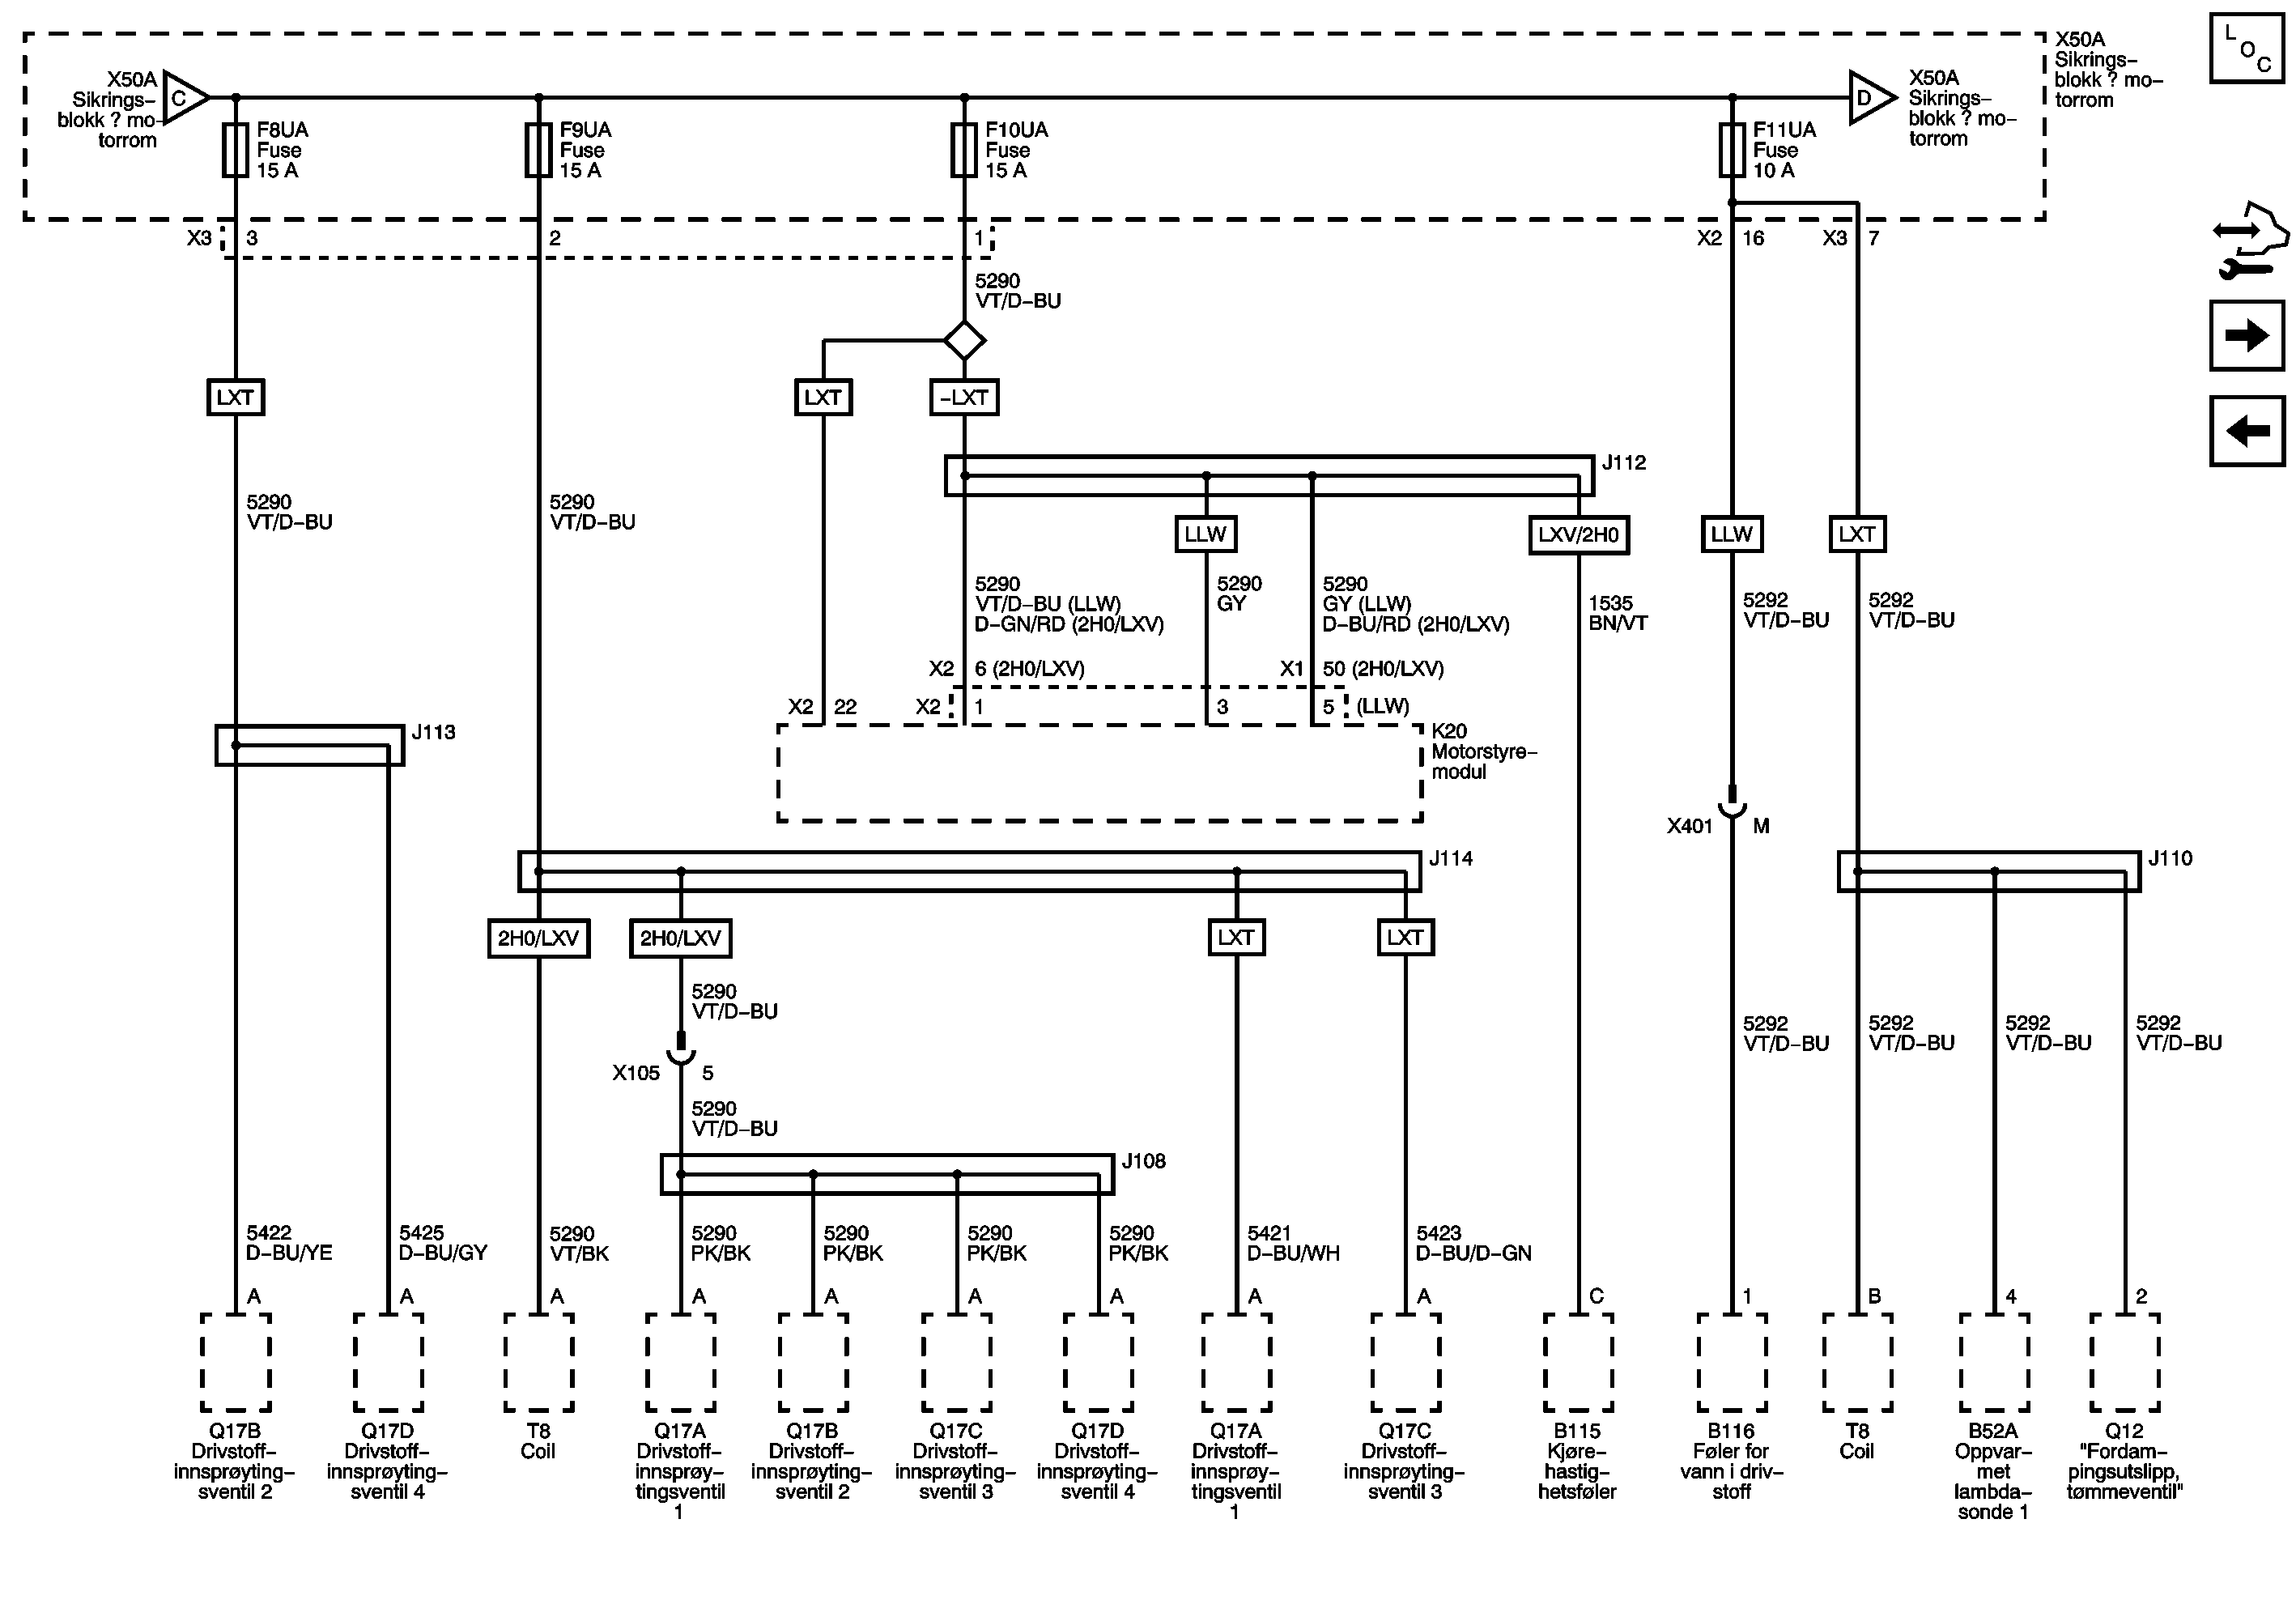 X50A
Sikrings-
blokk ? mo-
torrom
C
D
X50A
Sikrings-
blokk ? mo-
torrom
X50A
Sikrings-
blokk ? mo-
torrom
L
O
C
F8UA
Fuse
15 A
F9UA
Fuse
15 A
F10UA
Fuse
15 A
F11UA
Fuse
10 A
X3
3
2
1
X2
16
X3
7
5290
VT/D-BU
LXT
LXT
-LXT
J112
5290
VT/D-BU
5290
VT/D-BU
LLW
LXV/2H0
LLW
LXT
5290
VT/D-BU (LLW)
D-GN/RD (2H0/LXV)
5290
GY
5290
GY (LLW)
D-BU/RD (2H0/LXV)
1535
BN/VT
5292
VT/D-BU
5292
VT/D-BU
X2
6 (2H0/LXV)
X1
50 (2H0/LXV)
X2
22
X2
1
3
5
(LLW)
J113
K20
Motorstyre-
modul
X401
M
J114
J110
2H0/LXV
2H0/LXV
LXT
LXT
5290
VT/D-BU
5292
VT/D-BU
5292
VT/D-BU
5292
VT/D-BU
5292
VT/D-BU
X105
5
5290
VT/D-BU
J108
5422
D-BU/YE
5425
D-BU/GY
5290
VT/BK
5290
PK/BK
5290
PK/BK
5290
PK/BK
5290
PK/BK
5421
D-BU/WH
5423
D-BU/D-GN
A
A
A
A
A
A
A
A
A
C
1
B
4
2
Q17B
Drivstoff-
innsprøyting-
sventil 2
Q17D
Drivstoff-
innsprøyting-
sventil 4
T8
Coil
Q17A
Drivstoff-
innsprøy-
tingsventil
1
Q17B
Drivstoff-
innsprøyting-
sventil 2
Q17C
Drivstoff-
innsprøyting-
sventil 3
Q17D
Drivstoff-
innsprøyting-
sventil 4
Q17A
Drivstoff-
innsprøy-
tingsventil
1
Q17C
Drivstoff-
innsprøyting-
sventil 3
B115
Kjøre-
hastig-
hetsføler
B116
Føler for
vann i driv-
stoff
T8
Coil
B52A
Oppvar-
met
lambda-
sonde 1
Q12
"Fordam-
pingsutslipp,
tømmeventil"